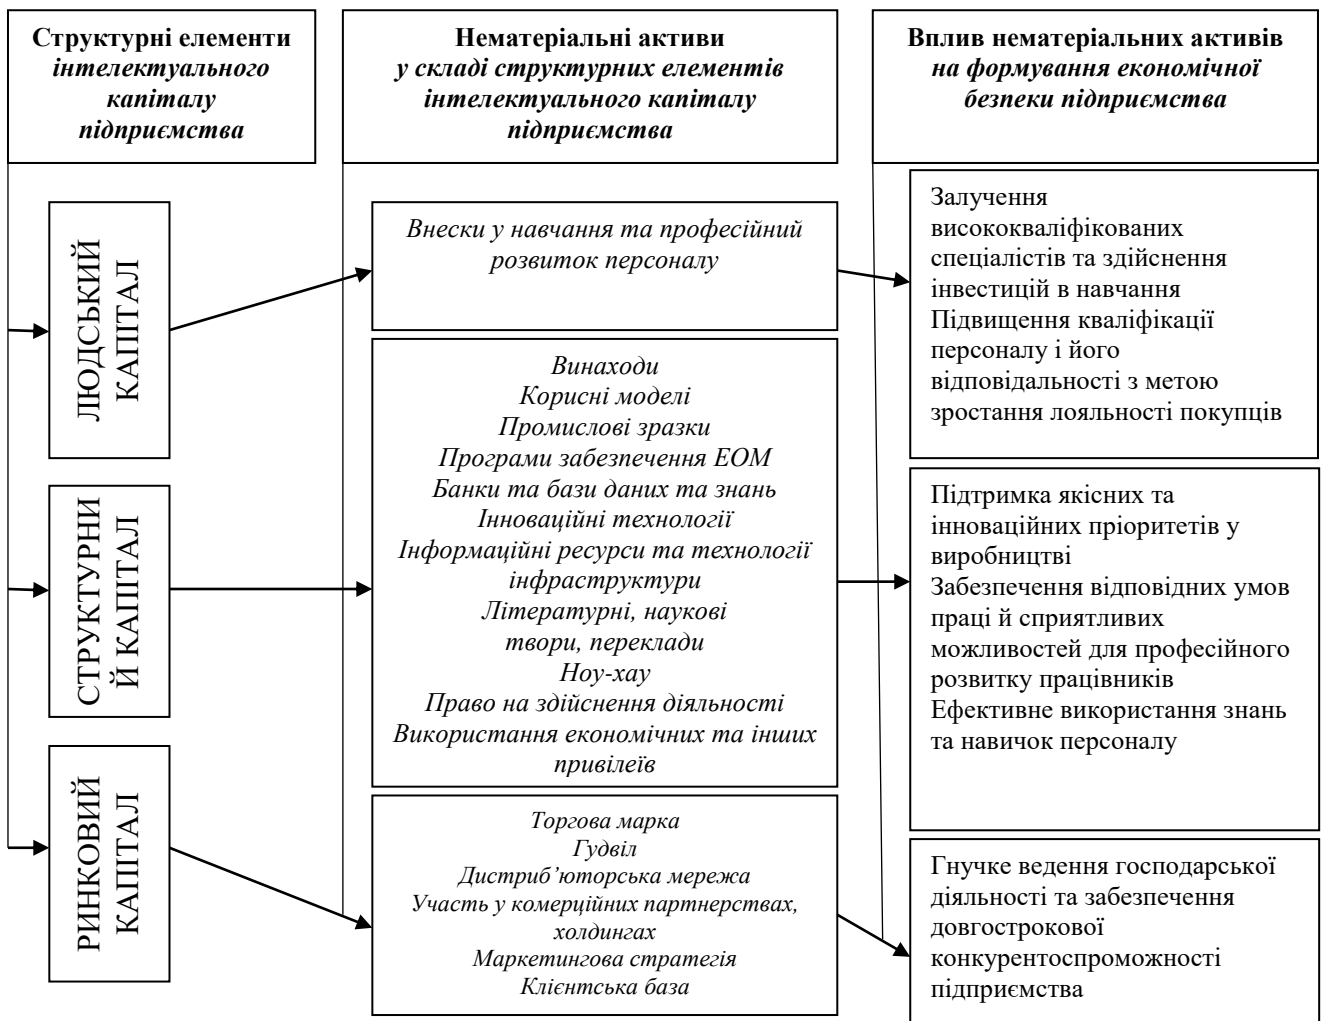 Структурні елементи
інтелектуального
капіталу
підприємства
Нематеріальні активи
у складі структурних елементів
інтелектуального капіталу
підприємства
Вплив нематеріальних активів
на формування економічної
безпеки підприємства
ЛЮДСЬКИЙ
КАПІТАЛ
Внески у навчання та професійний
розвиток персоналу
Залучення
висококваліфікованих
спеціалістів та здійснення
інвестицій в навчання
Підвищення кваліфікації
персоналу і його
відповідальності з метою
зростання лояльності покупців
СТРУКТУРНИ
Й КАПІТАЛ
Винаходи
Корисні моделі
Промислові зразки
Програми забезпечення ЕОМ
Банки та бази даних та знань
Інноваційні технології
Інформаційні ресурси та технології
інфраструктури
Літературні, наукові
твори, переклади
Ноу-хау
Право на здійснення діяльності
Використання економічних та інших
привілеїв
Підтримка якісних та
інноваційних пріоритетів у
виробництві
Забезпечення відповідних умов
праці й сприятливих
можливостей для професійного
розвитку працівників
Ефективне використання знань
та навичок персоналу
РИНКОВИЙ
КАПІТАЛ
Торгова марка
Гудвіл
Дистриб’юторська мережа
Участь у комерційних партнерствах,
холдингах
Маркетингова стратегія
Клієнтська база
Гнучке ведення господарської
діяльності та забезпечення
довгострокової
конкурентоспроможності
підприємства